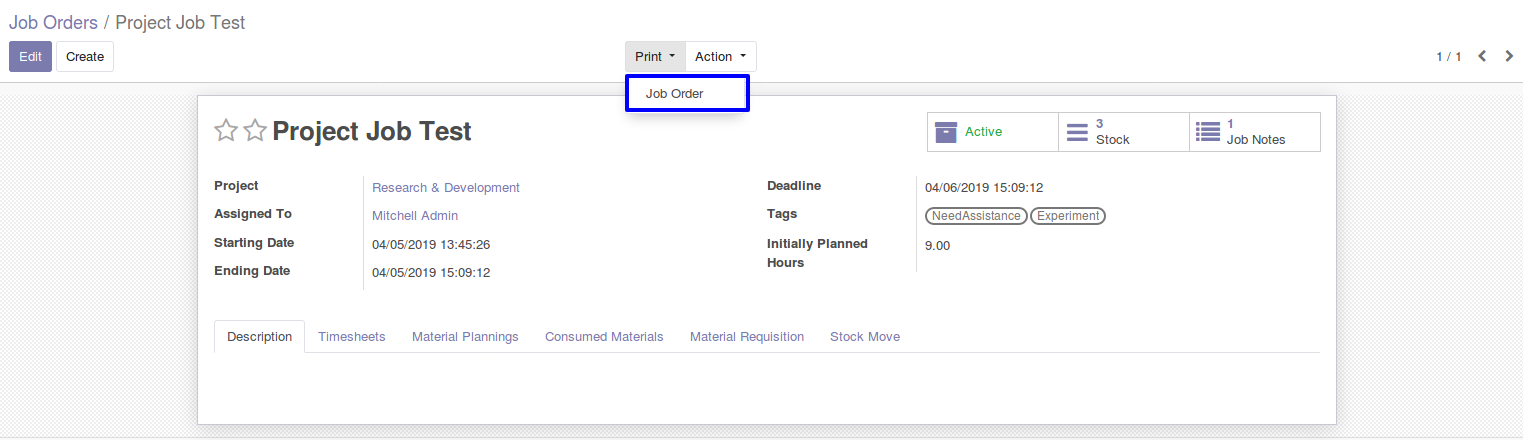 Job Orders / Project Job Test
Edit Create Print Action 1 / 1
Job Order
Project Job Test
Active
3
Stock
1
Job Notes
Project Research & Development
Assigned To Mitchell Admin
Starting Date 04/05/2019 13:45:26
Ending Date 04/05/2019 15:09:12
Deadline 04/06/2019 15:09:12
Tags NeedAssistance Experiment
Initially Planned 9.00
Hours
Description Timesheets Material Plannings Consumed Materials Material Requisition Stock Move